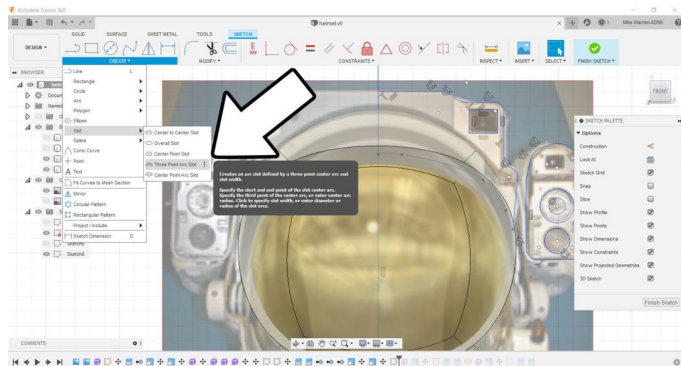 Autodesk Fusion 360
helmet v4
Mike Warren ADSK
SOLID
SURFACE
SHEET METAL
TOOLS
SKETCH
DESIGN
CREATE
MODIFY
CONSTRAINTS
INSPECT
INSERT
SELECT
FINISH SKETCH
BROWSER
Line L
Rectangle
Circle
Arc
Polygon
Ellipse
Slot
Spline
Conic Curve
Point
Text
Fit Curves to Mesh Section
Mirror
Circular Pattern
Rectangular Pattern
Project / Include
Sketch Dimension D
Center to Center Slot
Overall Slot
Center Point Slot
Three Point Arc Slot
Center Point Arc Slot
Creates an arc slot defined by a three point center arc and
slot width.
Specify the start and end point of the slot center arc.
Specify the third point of the center arc, or enter center arc
radius. Click to specify slot width, or enter diameter or
radius of the slot arcs.
Docum
Named
Sketch8
FRONT
SKETCH PALETTE
Options
Construction
Look At
Sketch Grid
Snap
Slice
Show Profile
Show Points
Show Dimensions
Show Constraints
Show Projected Geometries
3D Sketch
Finish Sketch
COMMENTS